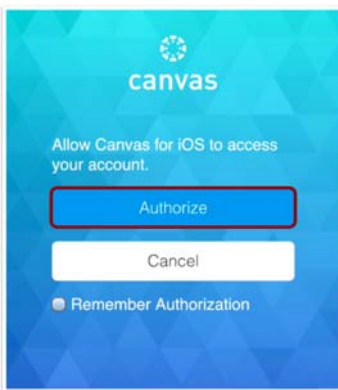 canvas
Allow Canvas for iOS to access
your account.
Authorize
Cancel
Remember Authorization